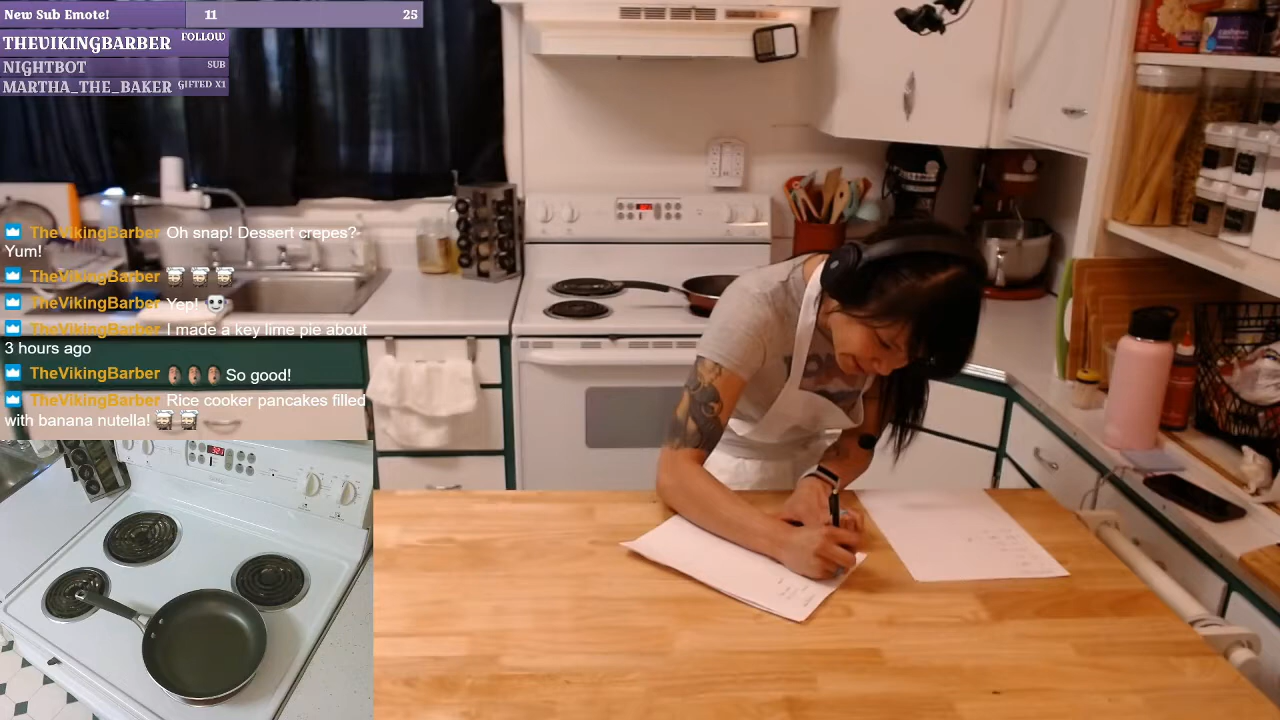 New Sub Emote! 11 25
THEVIKINGBARBER FOLLOW
NIGHTBOT SUB
MARTHA_THE_BAKER GIFTED X1
TheVikingBarber Oh snap! Dessert crepes?-
Yum!
TheVikingBarber
TheVikingBarber Yep!
TheVikingBarber I made a key lime pie about
3 hours ago
TheVikingBarber So good!
TheVikingBarber Rice cooker pancakes filled
with banana nutella!
cashews